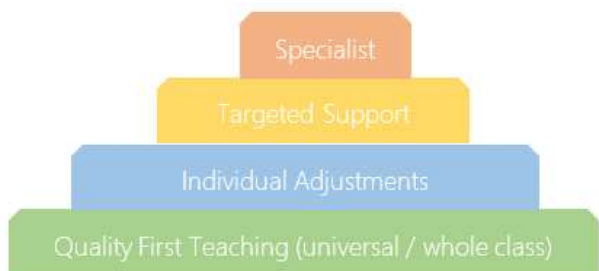 Specialist
Targeted Support
Individual Adjustments
Quality First Teaching (universal / whole class)